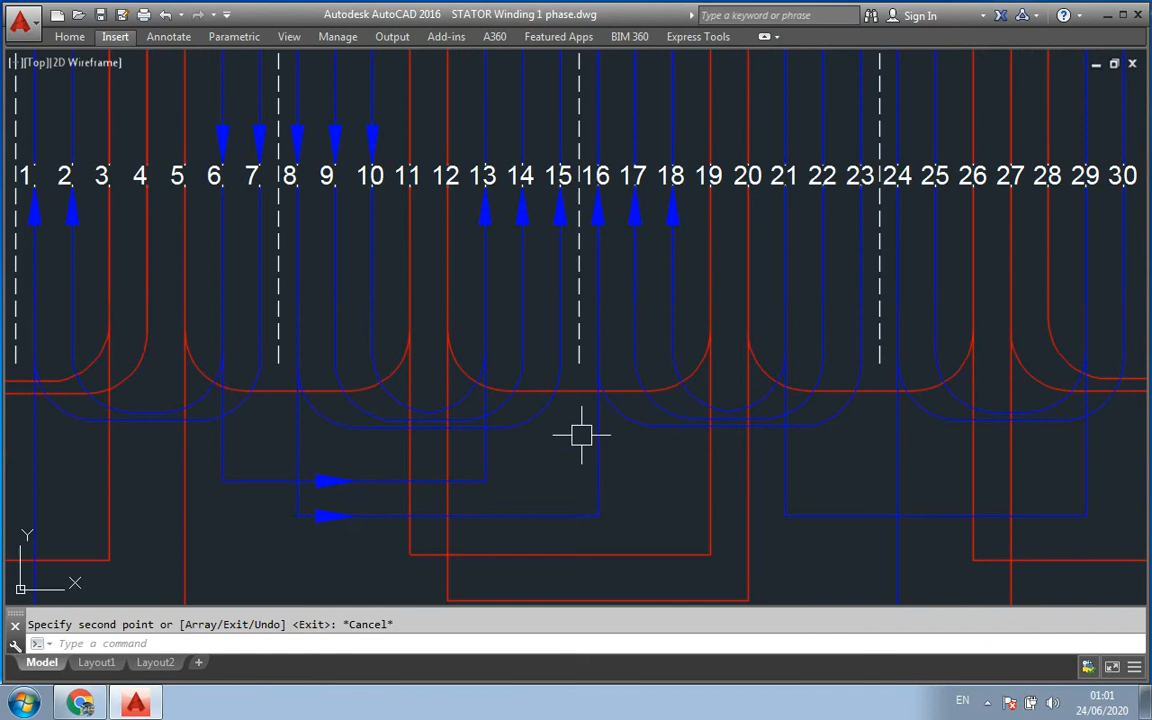 Autodesk AutoCAD 2016 STATOR Winding 1 phase.dwg
Type a keyword or phrase
Sign In
Home Insert Annotate Parametric View Manage Output Add-ins A360 Featured Apps BIM 360 Express Tools
[-][Top][2D Wireframe]
1 2 3 4 5 6 7 8 9 10 11 12 13 14 15 16 17 18 19 20 21 22 23 24 25 26 27 28 29 30
Y
X
Specify second point or [Array/Exit/Undo] <Exit>: *Cancel*
Type a command
Model Layout1 Layout2 +
EN
01:01
24/06/2020